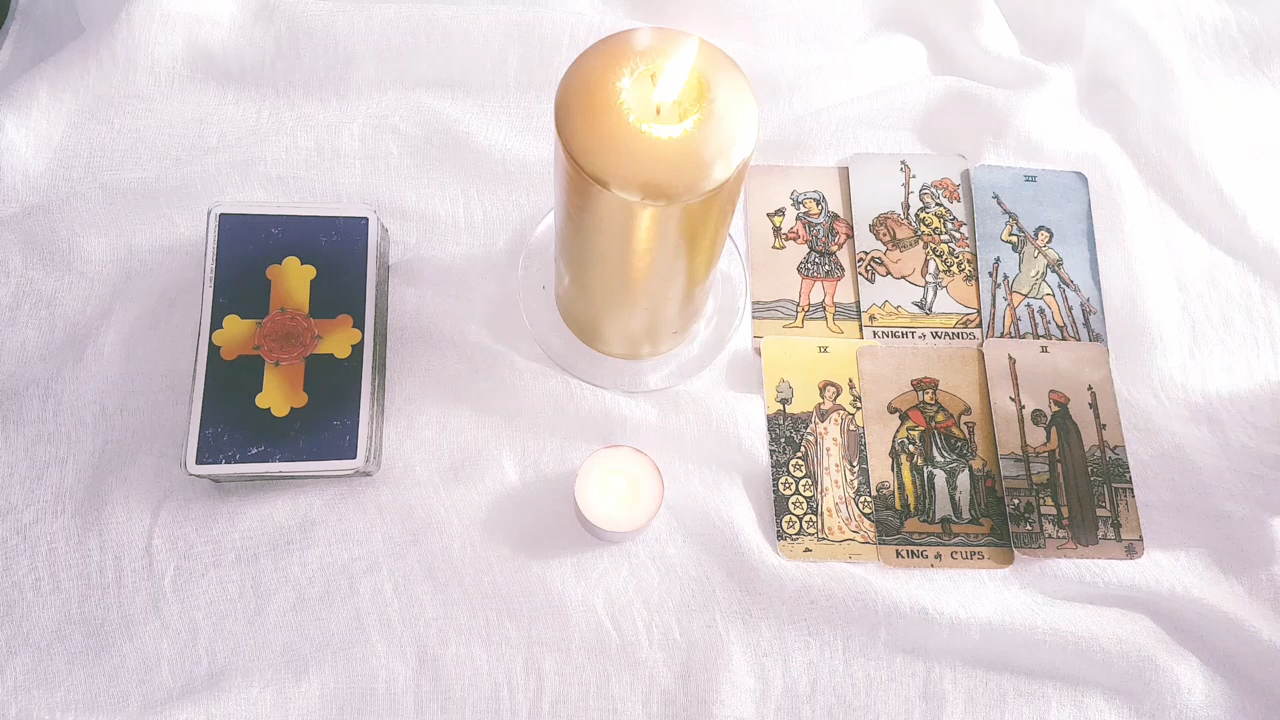 VII
KNIGHT of WANDS.
IX
II
KING of CUPS.